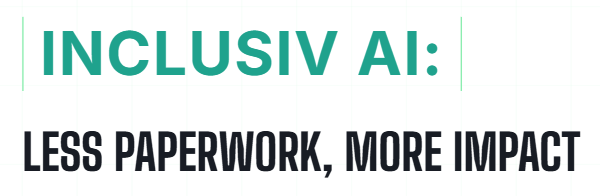 INCLUSIV AI:
LESS PAPERWORK, MORE IMPACT